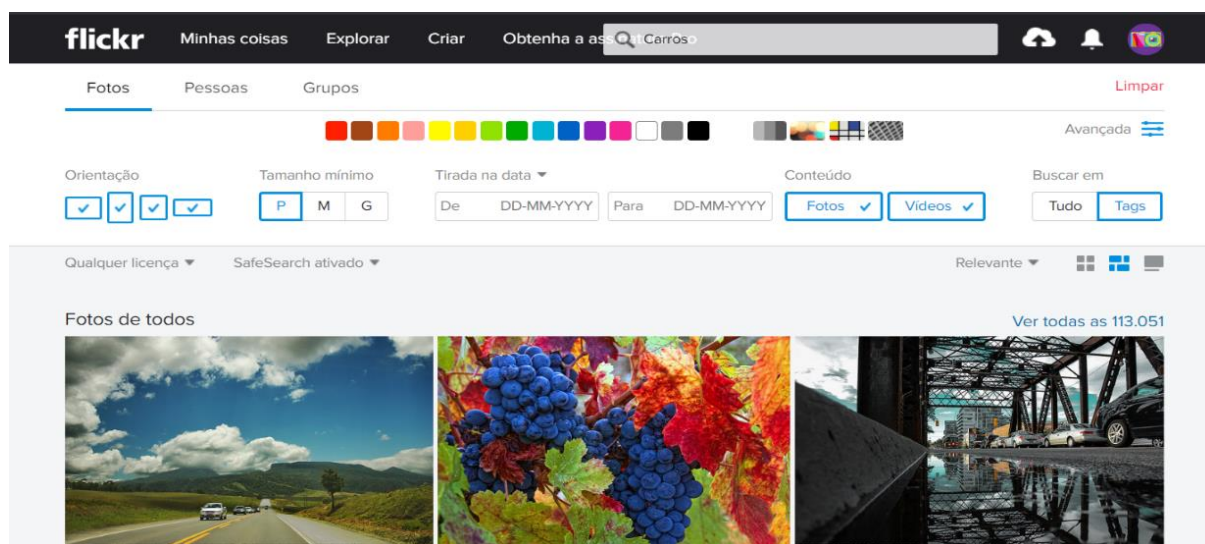 flickr Minhas coisas Explorar Criar Obtenha a as Carros
Fotos Pessoas Grupos Limpar
Avançada
Orientação Tamanho mínimo Tirada na data Conteúdo Buscar em
P M G De DD-MM-YYYY Para DD-MM-YYYY Fotos Vídeos Tudo Tags
Qualquer licença SafeSearch ativado Relevante
Fotos de todos Ver todas as 113.051